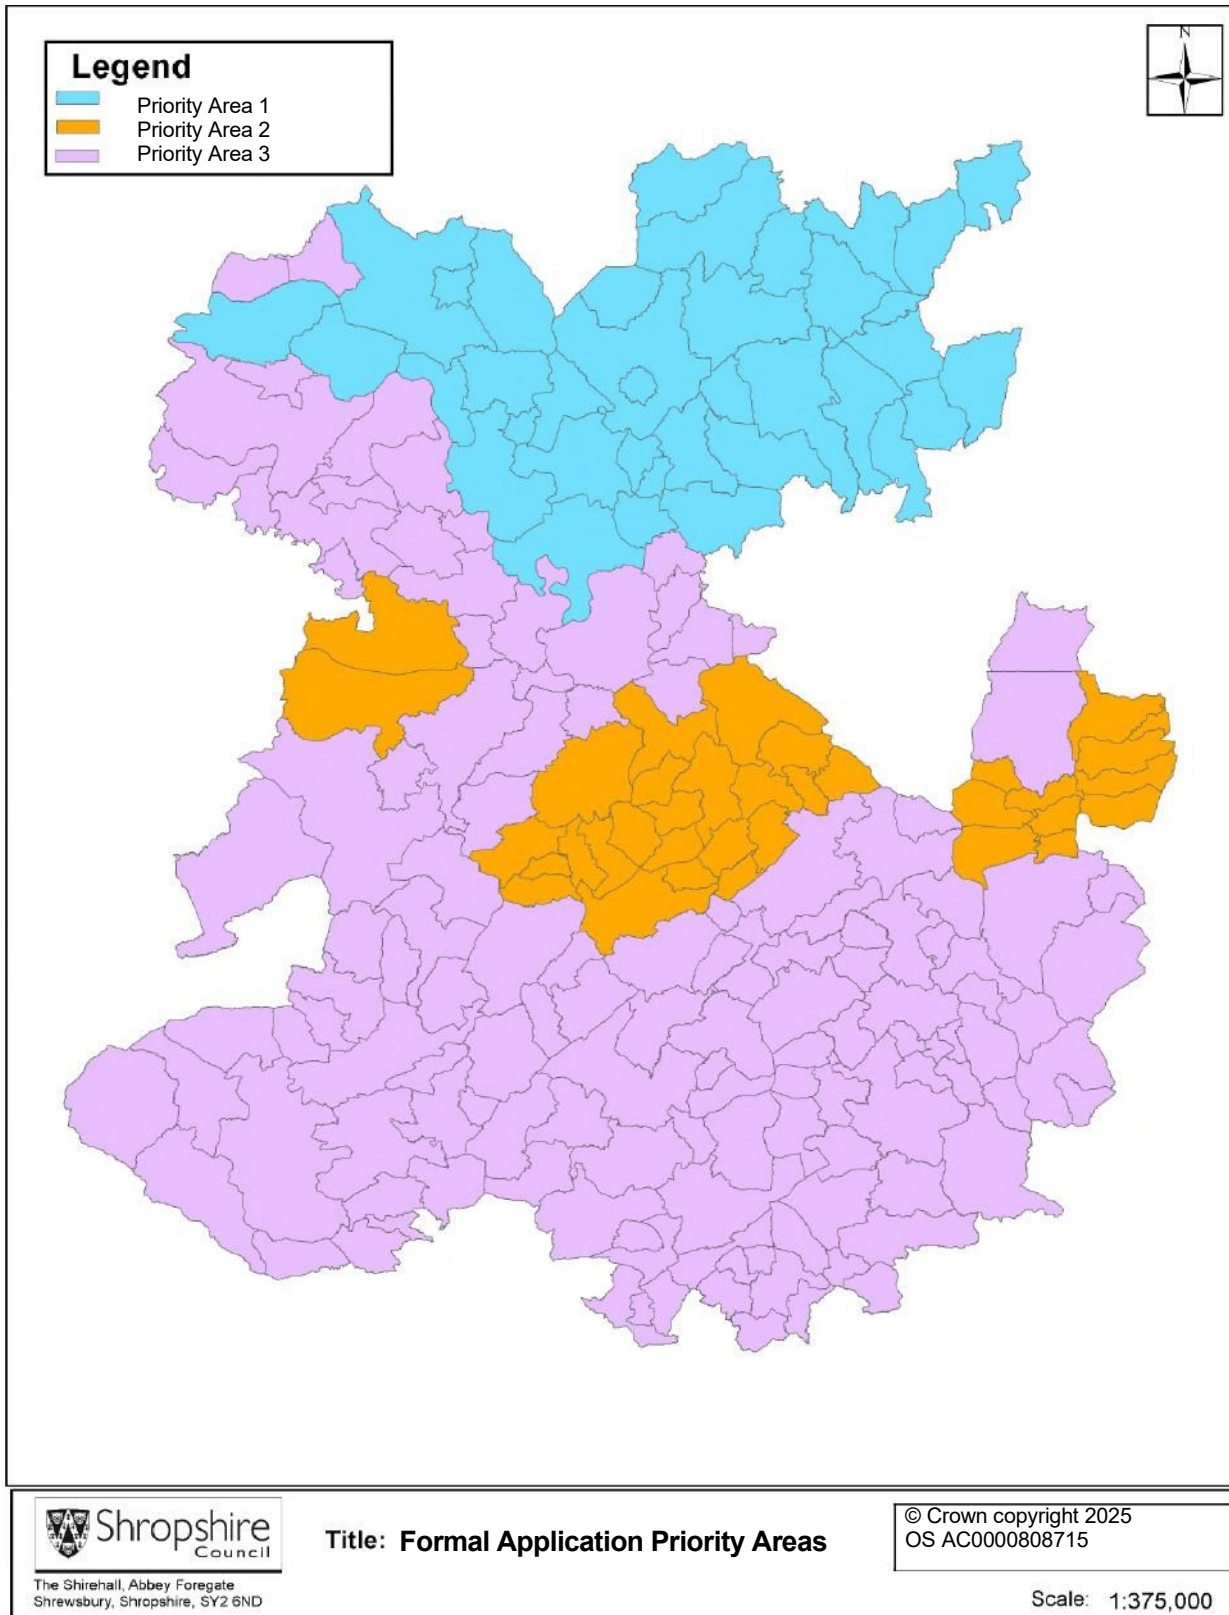 Legend
Priority Area 1
Priority Area 2
Priority Area 3
N
Shropshire
Council
The Shirehall, Abbey Foregate
Shrewsbury, Shropshire, SY2 6ND
Title: Formal Application Priority Areas
© Crown copyright 2025
OS AC0000808715
Scale: 1:375,000